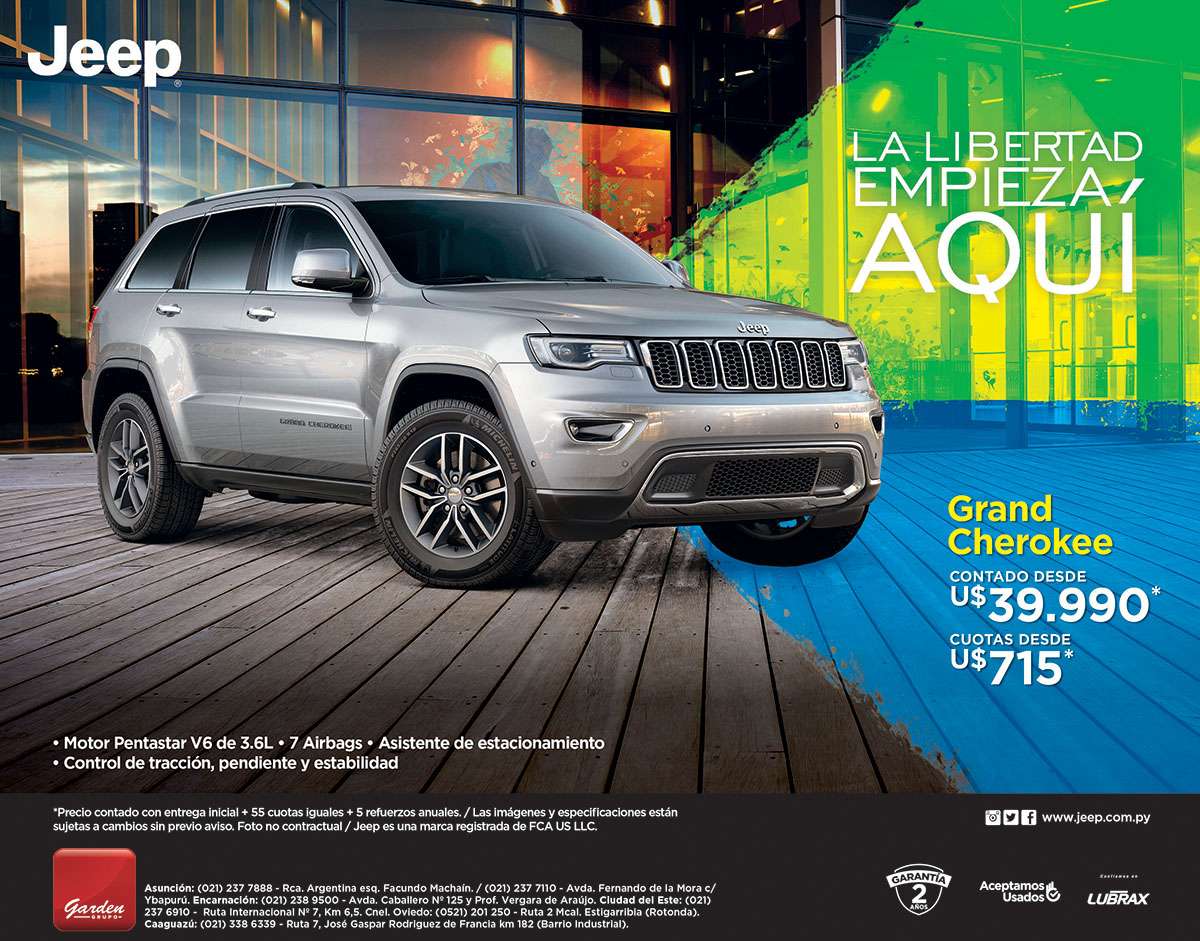 Jeep
LA LIBERTAD
EMPIEZA
AQUÍ
Jeep
GRAND CHEROKEE
MICHELIN
Grand
Cherokee
CONTADO DESDE
U$39.990*
CUOTAS DESDE
U$715*
• Motor Pentastar V6 de 3.6L • 7 Airbags • Asistente de estacionamiento
• Control de tracción, pendiente y estabilidad
*Precio contado con entrega inicial + 55 cuotas iguales + 5 refuerzos anuales. / Las imágenes y especificaciones están
sujetas a cambios sin previo aviso. Foto no contractual / Jeep es una marca registrada de FCA US LLC.
www.jeep.com.py
Garden
GRUPO
Asunción: (021) 237 7888 - Rca. Argentina esq. Facundo Machaín. / (021) 237 7110 - Avda. Fernando de la Mora c/
Ybapurú. Encarnación: (021) 238 9500 - Avda. Caballero Nº 125 y Prof. Vergara de Araújo. Ciudad del Este: (021)
237 6910 - Ruta Internacional Nº 7, Km 6,5. Cnel. Oviedo: (0521) 201 250 - Ruta 2 Mcal. Estigarribia (Rotonda).
Caaguazú: (021) 338 6339 - Ruta 7, José Gaspar Rodriguez de Francia km 182 (Barrio Industrial).
GARANTÍA
2
AÑOS
Aceptamos
Usados
Confiamos en
LUBRAX